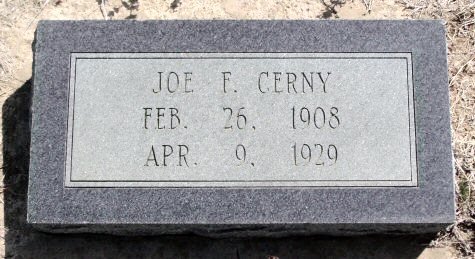 JOE F. CERNY
FEB. 26, 1908
APR. 9, 1929